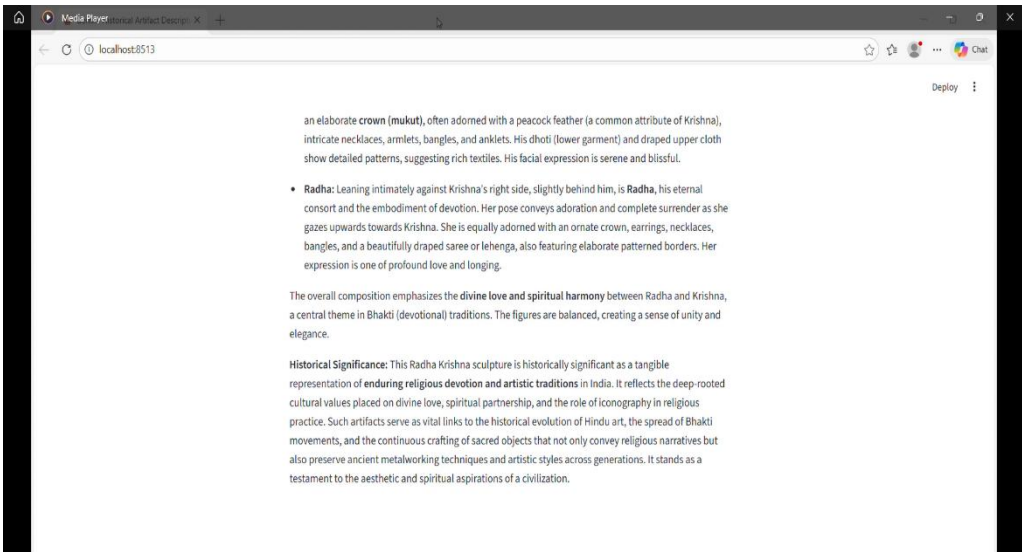 Media Player
Historical Artifact Descrip
localhost:8513
Chat
Deploy
an elaborate crown (mukut), often adorned with a peacock feather (a common attribute of Krishna),
intricate necklaces, armlets, bangles, and anklets. His dhoti (lower garment) and draped upper cloth
show detailed patterns, suggesting rich textiles. His facial expression is serene and blissful.
• Radha: Leaning intimately against Krishna's right side, slightly behind him, is Radha, his eternal
consort and the embodiment of devotion. Her pose conveys adoration and complete surrender as she
gazes upwards towards Krishna. She is equally adorned with an ornate crown, earrings, necklaces,
bangles, and a beautifully draped saree or lehenga, also featuring elaborate patterned borders. Her
expression is one of profound love and longing.
The overall composition emphasizes the divine love and spiritual harmony between Radha and Krishna,
a central theme in Bhakti (devotional) traditions. The figures are balanced, creating a sense of unity and
elegance.
Historical Significance: This Radha Krishna sculpture is historically significant as a tangible
representation of enduring religious devotion and artistic traditions in India. It reflects the deep-rooted
cultural values placed on divine love, spiritual partnership, and the role of iconography in religious
practice. Such artifacts serve as vital links to the historical evolution of Hindu art, the spread of Bhakti
movements, and the continuous crafting of sacred objects that not only convey religious narratives but
also preserve ancient metalworking techniques and artistic styles across generations. It stands as a
testament to the aesthetic and spiritual aspirations of a civilization.